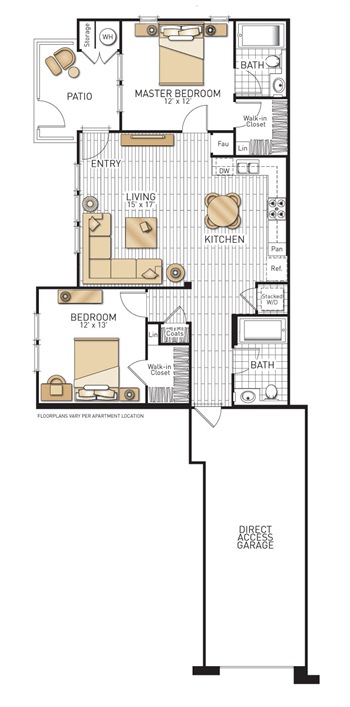 Storage
WH
BATH
PATIO
MASTER BEDROOM
12' x 12'
Walk-in
Closet
Fau
Lin
ENTRY
DW
LIVING
15' x 17'
KITCHEN
Pan
Ref.
Stacked
W/D
BEDROOM
12' x 13'
Lin
Coats
Walk-in
Closet
BATH
FLOORPLANS VARY PER APARTMENT LOCATION
DIRECT
ACCESS
GARAGE